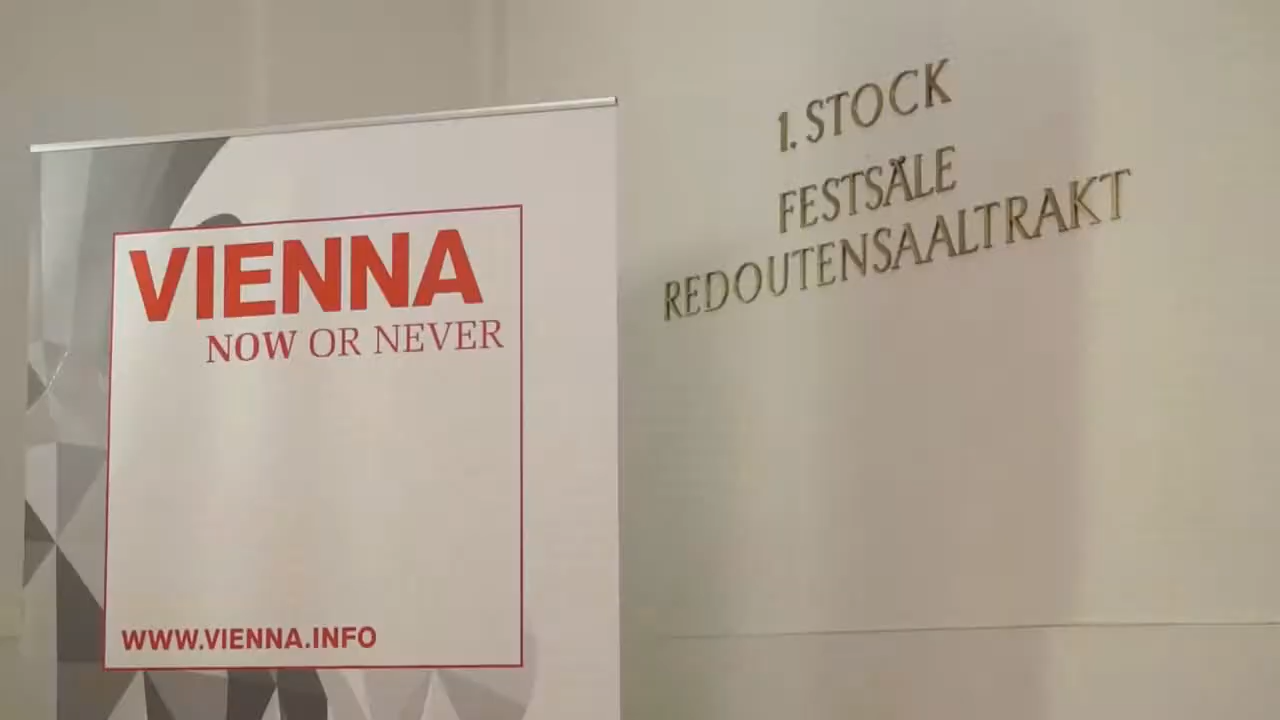 VIENNA
NOW OR NEVER
WWW.VIENNA.INFO
1. STOCK
FESTSÄLE
REDOUTENSAALTRAKT